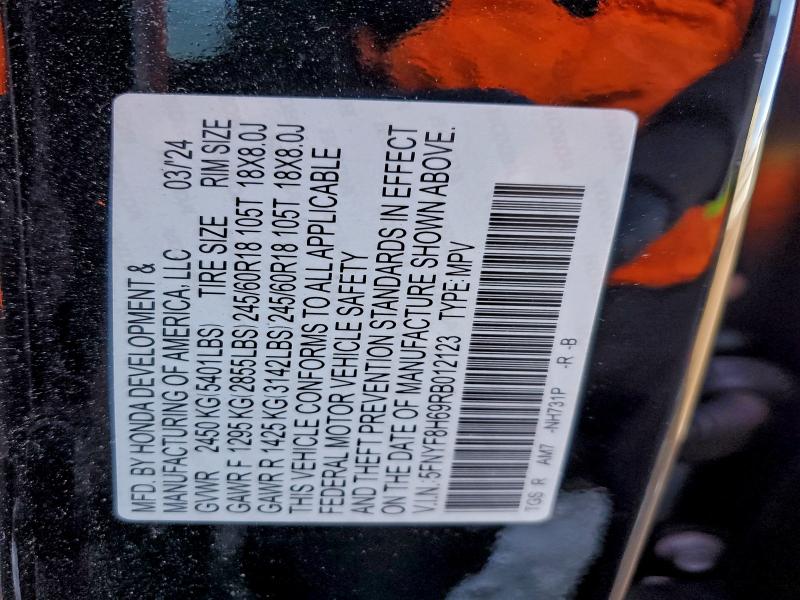 MFD. BY HONDA DEVELOPMENT &
MANUFACTURING OF AMERICA, LLC 03/'24
GVWR 2450 KG(5401LBS) TIRE SIZE RIM SIZE
GAWR F 1295 KG(2855LBS) 245/60R18 105T 18X8.0J
GAWR R 1425 KG(3142LBS) 245/60R18 105T 18X8.0J
THIS VEHICLE CONFORMS TO ALL APPLICABLE
FEDERAL MOTOR VEHICLE SAFETY
AND THEFT PREVENTION STANDARDS IN EFFECT
ON THE DATE OF MANUFACTURE SHOWN ABOVE.
V.I.N.:5FNYF8H69RB012123 TYPE:MPV
TGS R AM7 -NH731P -R -B